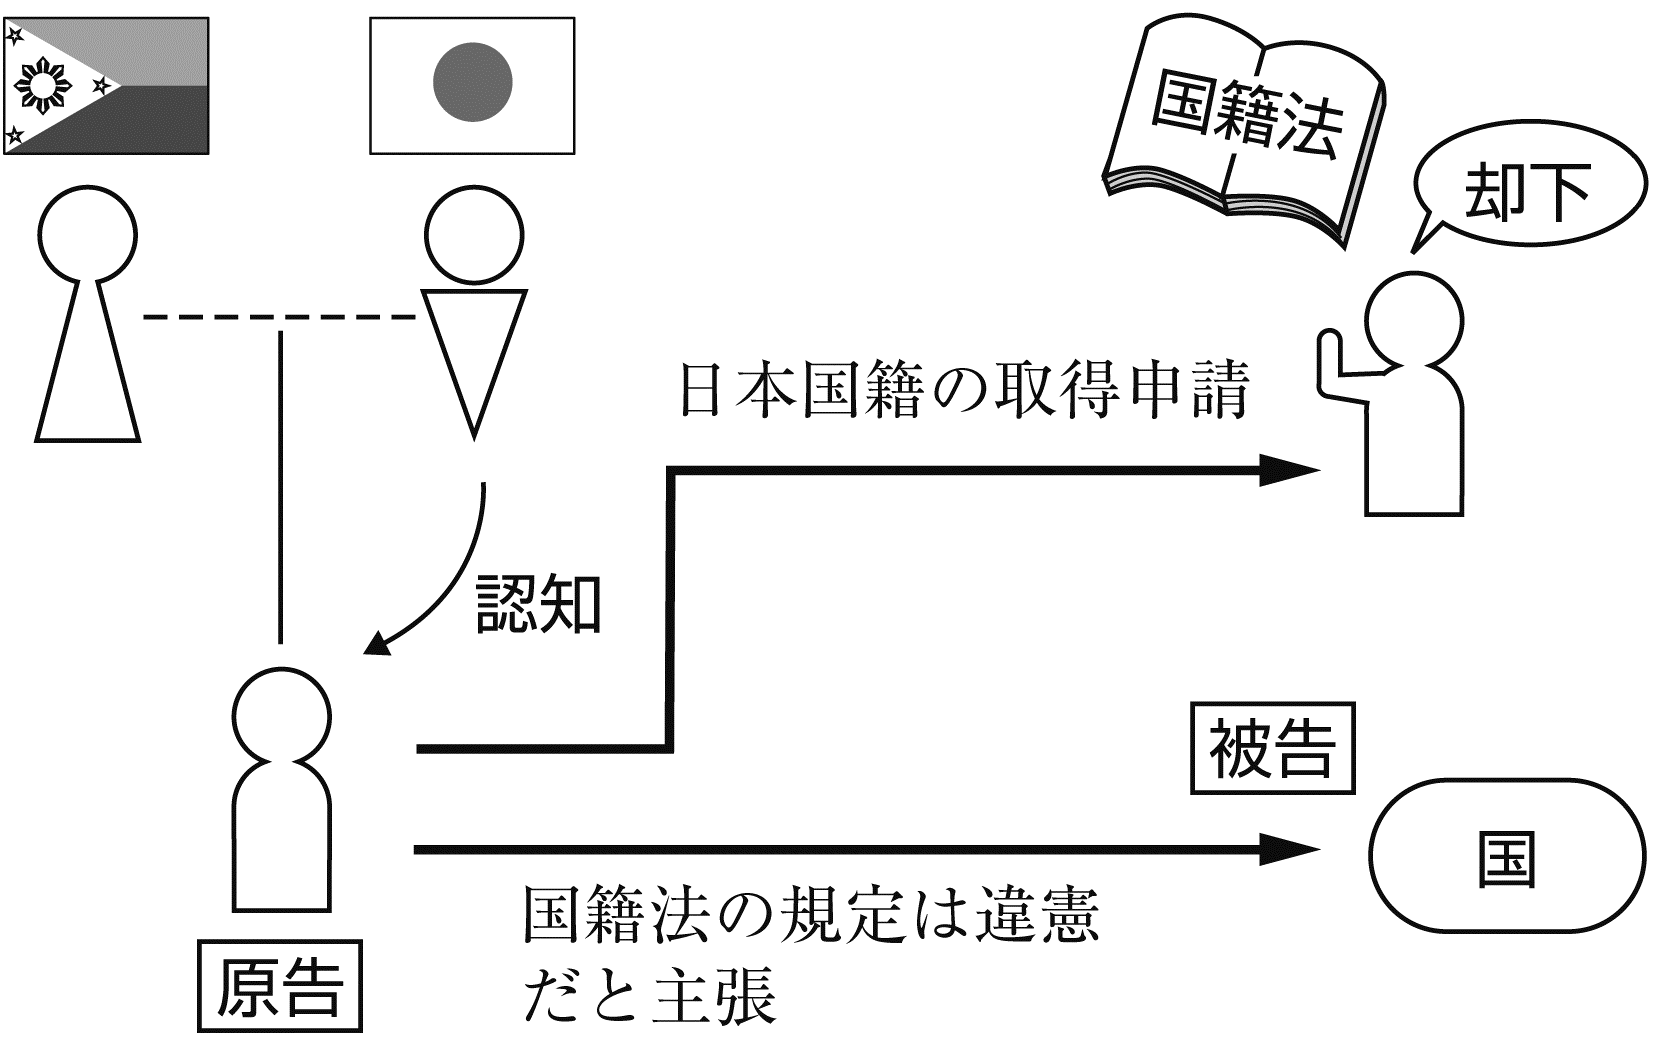 国籍法
却下
日本国籍の取得申請
認知
被告
国
国籍法の規定は違憲
だと主張
原告